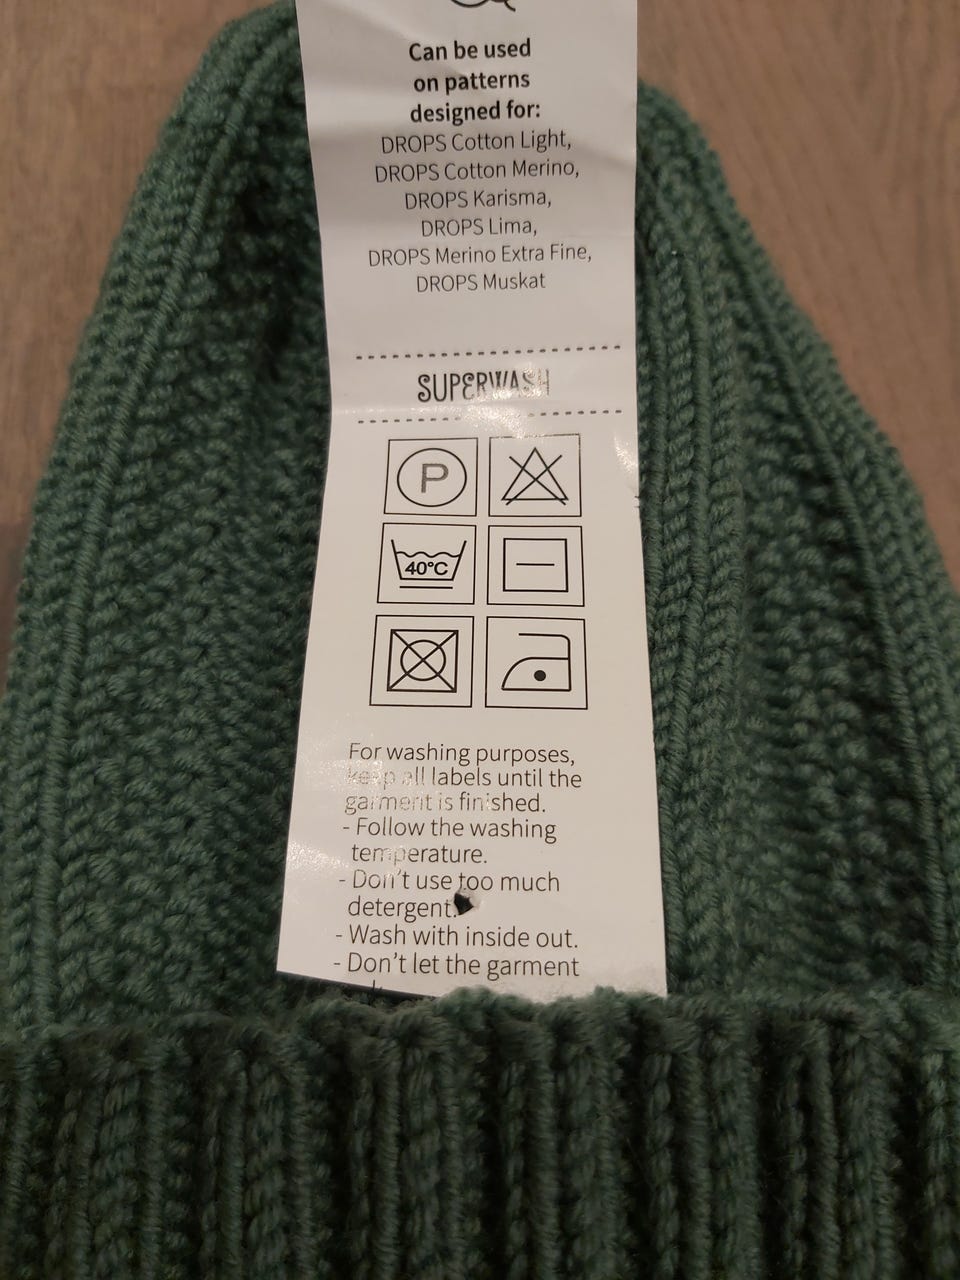 Can be used
on patterns
designed for:
DROPS Cotton Light,
DROPS Cotton Merino,
DROPS Karisma,
DROPS Lima,
DROPS Merino Extra Fine,
DROPS Muskat
SUPERWASH
P
40°C
For washing purposes,
keep all labels until the
garment is finished.
- Follow the washing
temperature.
- Don't use too much
detergent.
- Wash with inside out.
- Don't let the garment